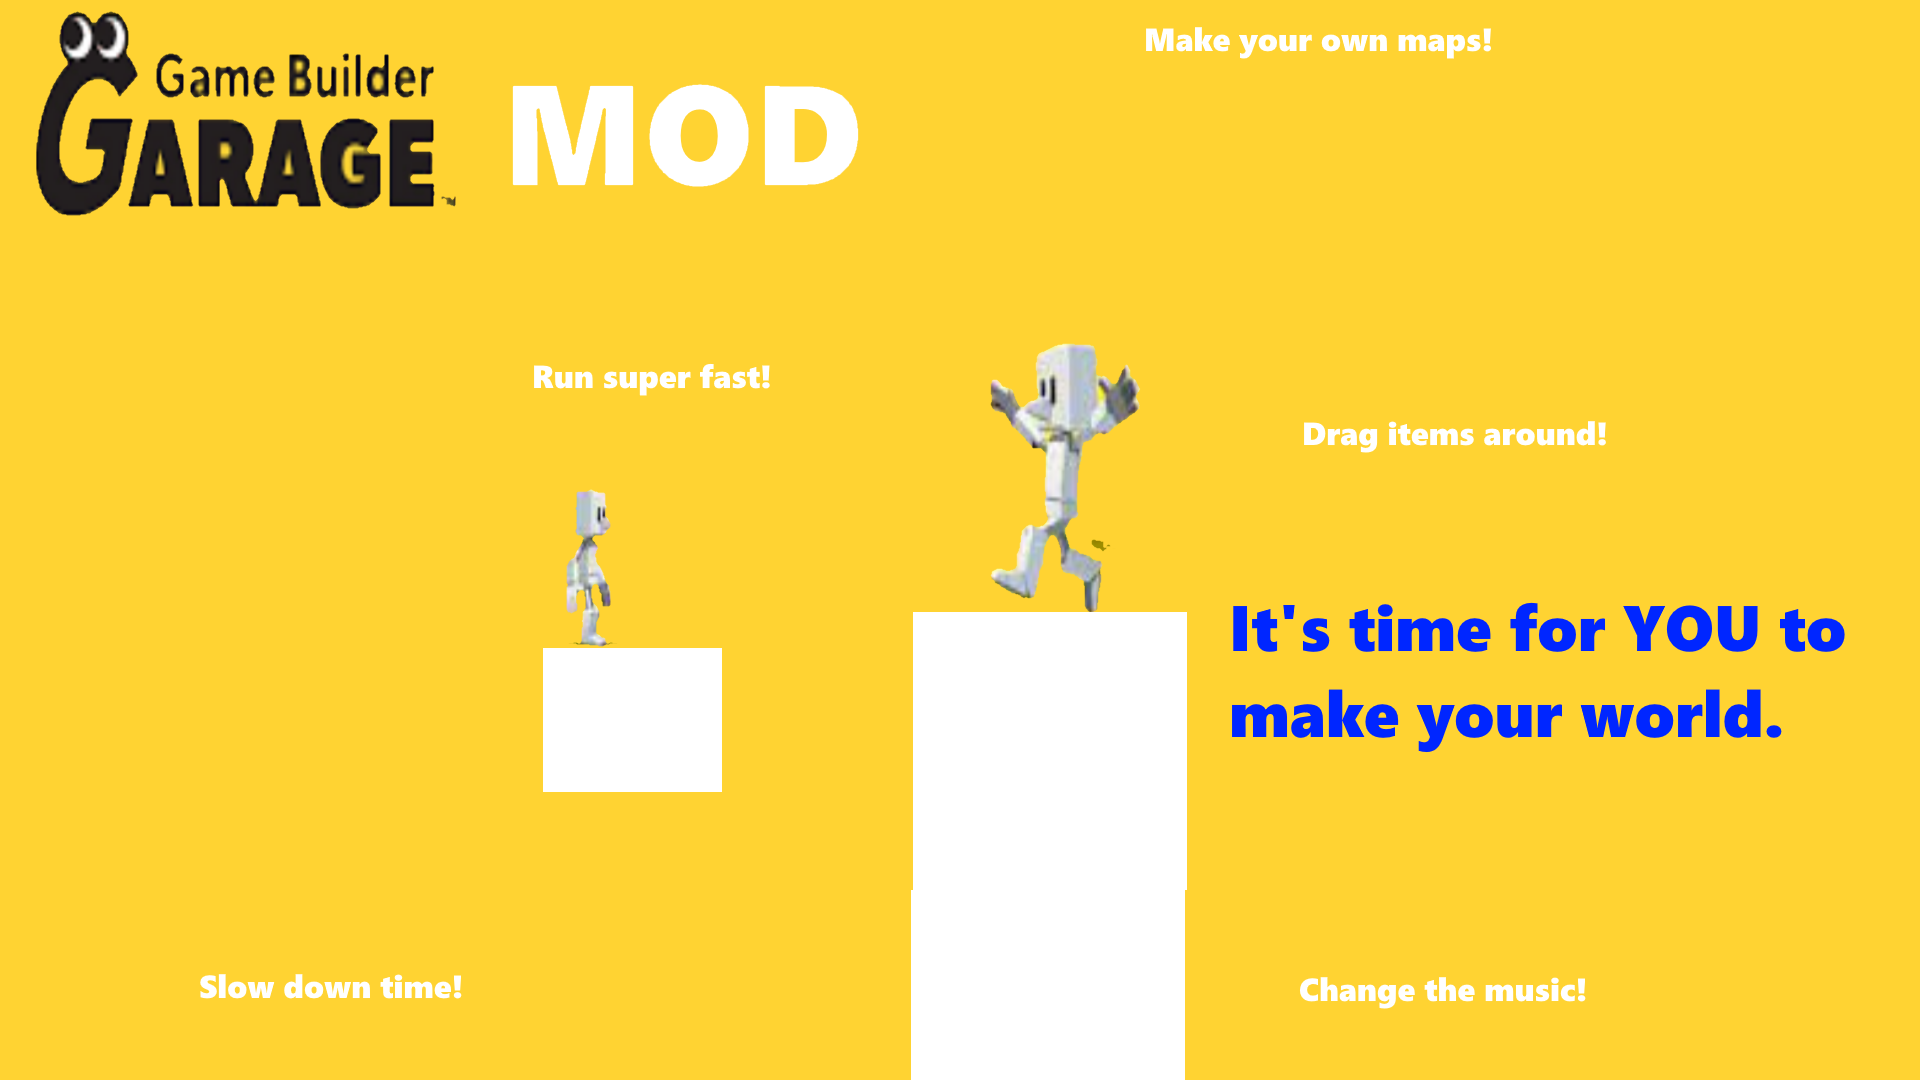 Make your own maps!
Game Builder
GARAGE
MOD
Run super fast!
Drag items around!
It's time for YOU to
make your world.
Slow down time!
Change the music!